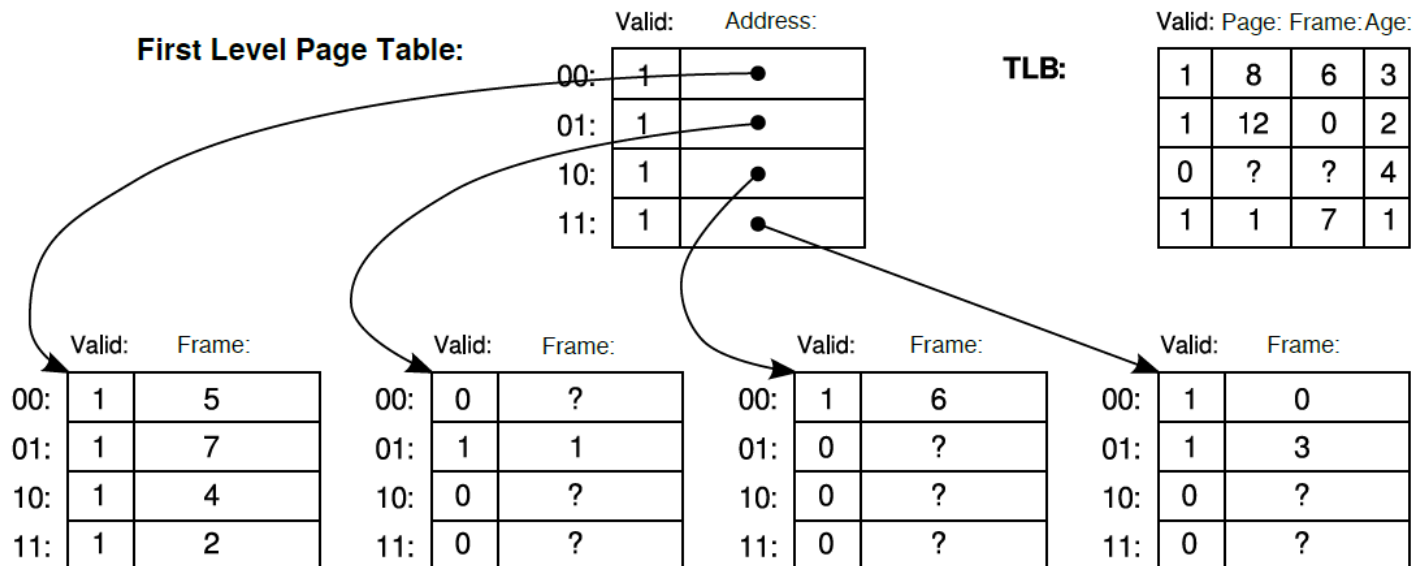 Valid: Address: Valid: Page: Frame: Age:
First Level Page Table: TLB:
00: 1 1 8 6 3
01: 1 1 12 0 2
10: 1 0 ? ? 4
11: 1 1 1 7 1
Valid: Frame: Valid: Frame: Valid: Frame: Valid: Frame:
00: 1 5 00: 0 ? 00: 1 6 00: 1 0
01: 1 7 01: 1 1 01: 0 ? 01: 1 3
10: 1 4 10: 0 ? 10: 0 ? 10: 0 ?
11: 1 2 11: 0 ? 11: 0 ? 11: 0 ?